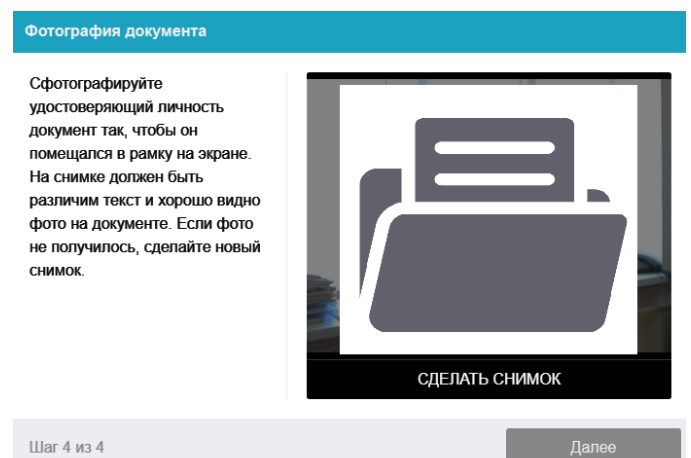 Фотография документа
Сфотографируйте
удостоверяющий личность
документ так, чтобы он
помещался в рамку на экране.
На снимке должен быть
различим текст и хорошо видно
фото на документе. Если фото
не получилось, сделайте новый
снимок.
СДЕЛАТЬ СНИМОК
Шаг 4 из 4
Далее